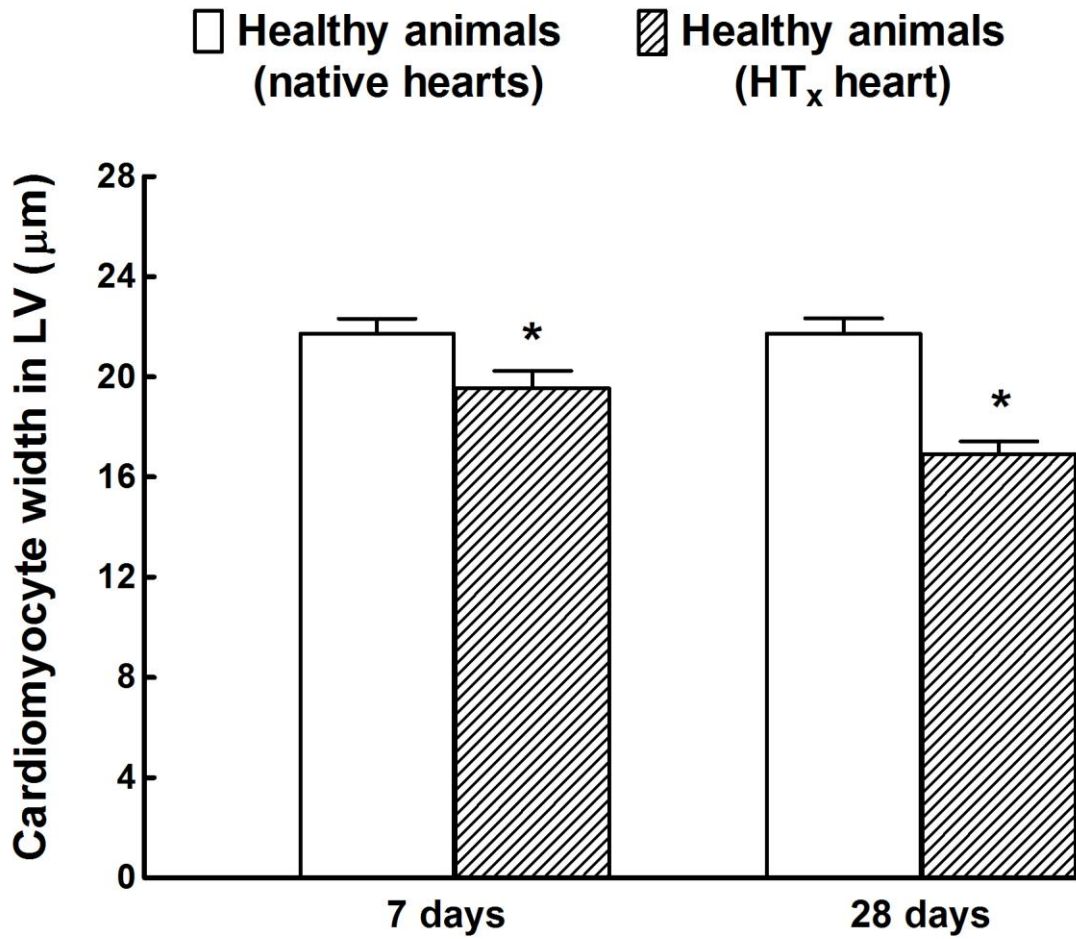 Healthy animals
(native hearts)
Healthy animals
(HTx heart)
Cardiomyocyte width in LV (μm)
28
24
20
16
12
8
4
0
*
*
7 days
28 days